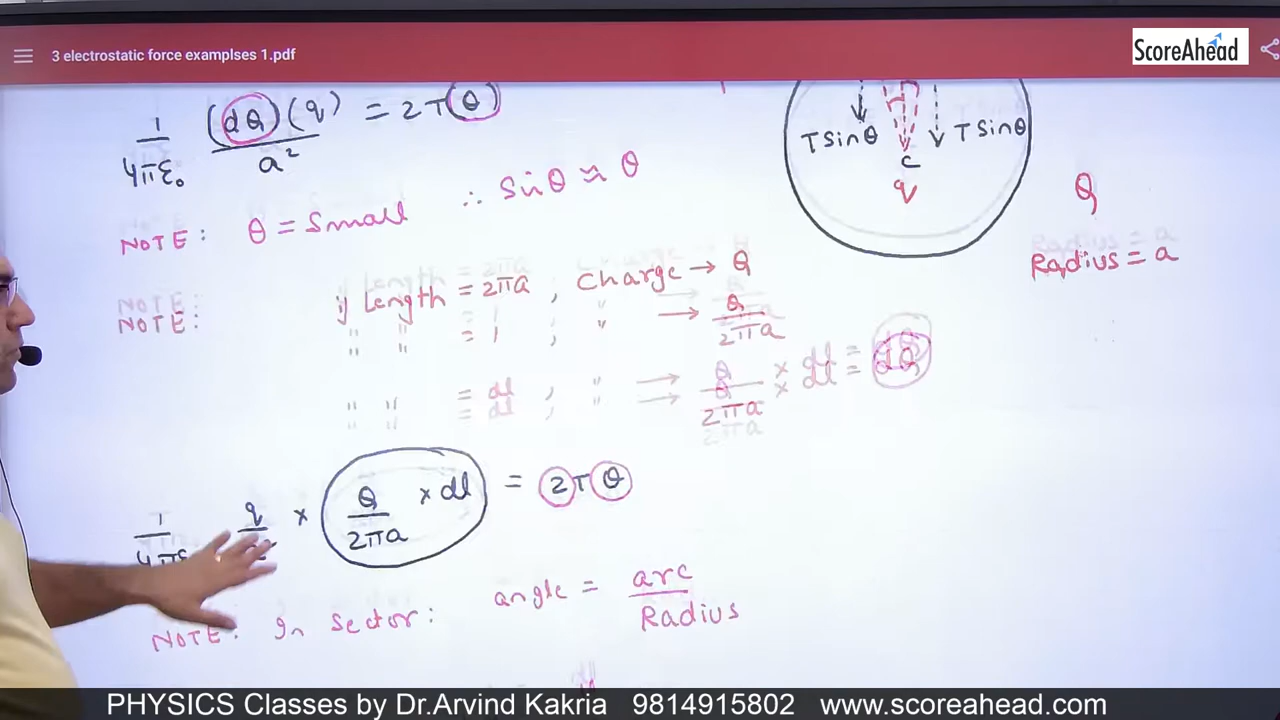 3 electrostatic force examplses 1.pdf
ScoreAhead
1/4πε₀ (dQ)(q)/a² = 2T(θ)
NOTE: θ = Small ∴ Sinθ ≈ θ
TSinθ TSinθ
C
q
Q
Radius = a
NOTE: if Length = 2πa, Charge → Q
" " = 1, " → Q/2πa
" " = dl, " → Q/2πa × dl = dQ
q × Q/2πa × dl = 2Tθ
NOTE: In Sector: angle = arc/Radius
PHYSICS Classes by Dr.Arvind Kakria 9814915802 www.scoreahead.com